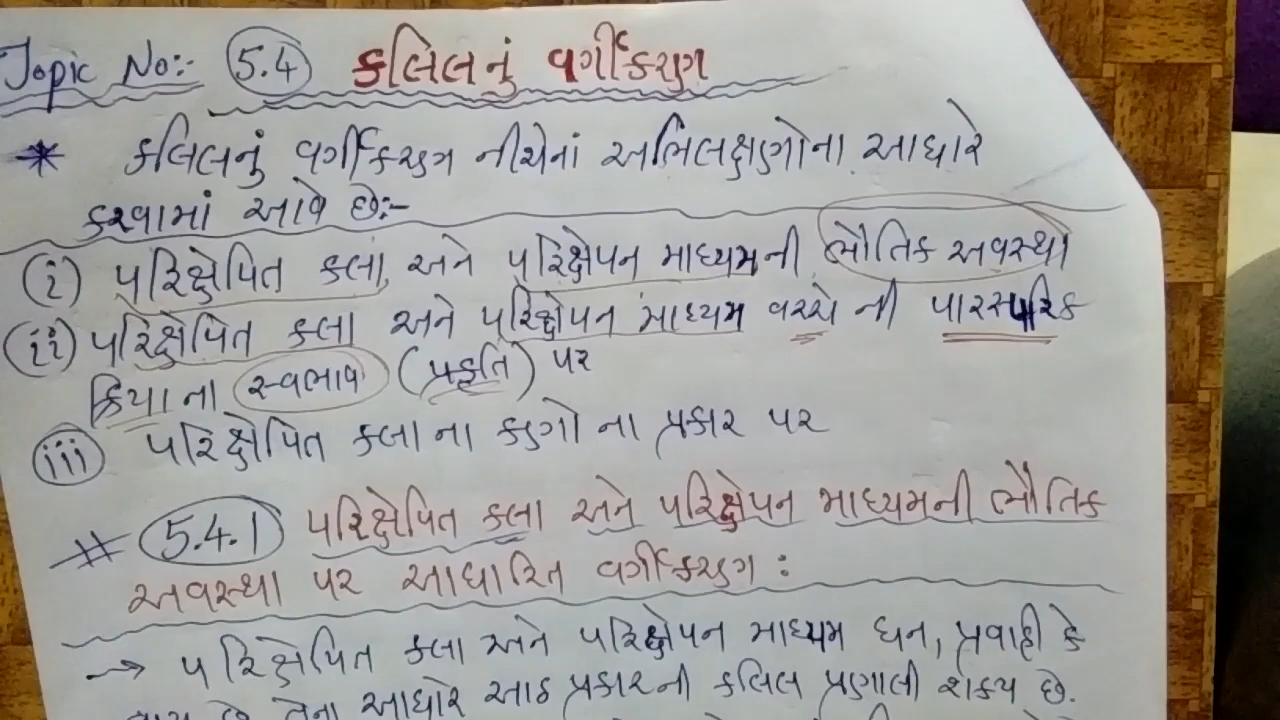 Topic No:- 5.4 કલિલનું વર્ગીકરણ
* કલિલનું વર્ગીકરણ નીચેનાં અભિલક્ષણોના આધારે
કરવામાં આવે છે:-
(i) પરિક્ષેપિત કલા અને પરિક્ષેપન માધ્યમની ભૌતિક અવસ્થા
(ii) પરિક્ષેપિત કલા અને પરિક્ષેપન માધ્યમ વચ્ચે ની પારસ્પરિક
ક્રિયા ના સ્વભાવ (પ્રકૃતિ) પર
(iii) પરિક્ષેપિત કલા ના કણો ના પ્રકાર પર
# 5.4.1 પરિક્ષેપિત કલા અને પરિક્ષેપન માધ્યમની ભૌતિક
અવસ્થા પર આધારિત વર્ગીકરણ :
→ પરિક્ષેપિત કલા અને પરિક્ષેપન માધ્યમ ઘન, પ્રવાહી કે
છે તેના આધારે આઠ પ્રકારની કલિલ પ્રણાલી શક્ય છે.